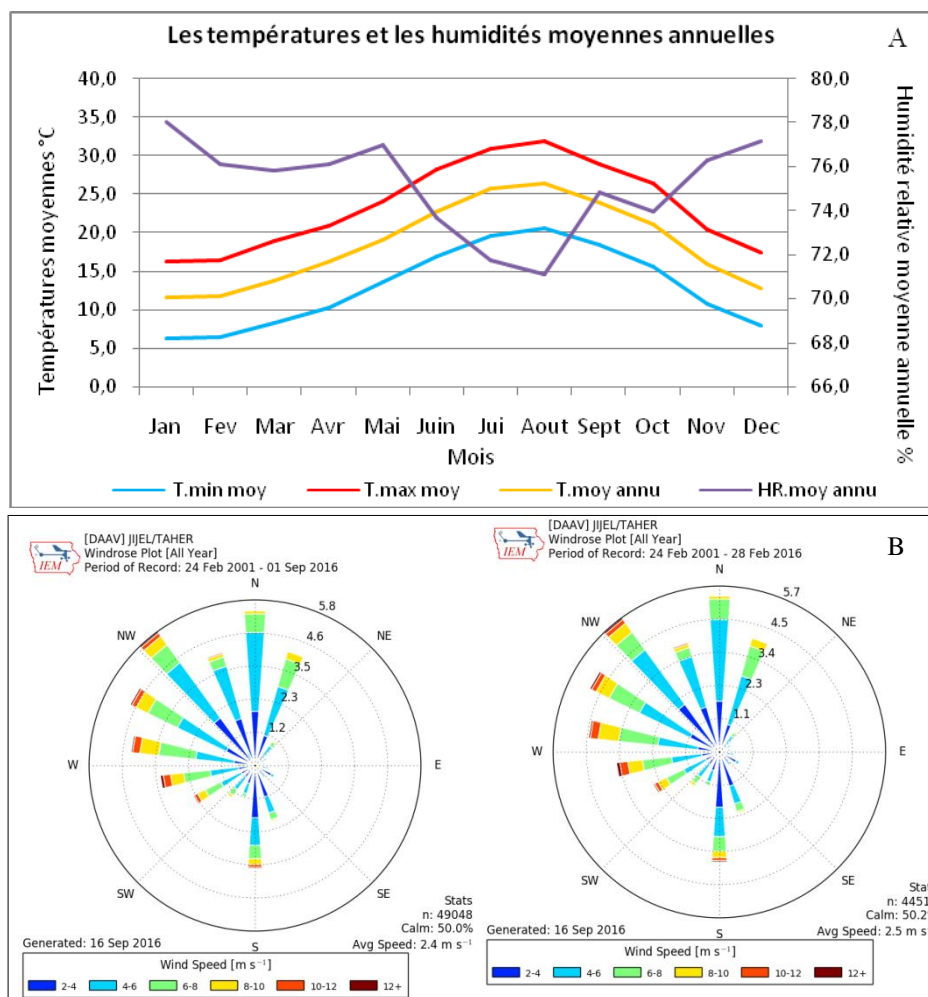 Les températures et les humidités moyennes annuelles
A
Températures moyennes °C
40,0
35,0
30,0
25,0
20,0
15,0
10,0
5,0
0,0
80,0
78,0
76,0
74,0
72,0
70,0
68,0
66,0
Humidité relative moyenne annuelle %
Jan Fev Mar Avr Mai Juin Jui Aout Sept Oct Nov Dec
Mois
T.min moy T.max moy T.moy annu HR.moy annu
B
IEM
[DAAV] JIJEL/TAHER
Windrose Plot [All Year]
Period of Record: 24 Feb 2001 - 01 Sep 2016
N
NE
E
SE
S
SW
W
NW
5.8
4.6
3.5
2.3
1.2
Stats
n: 49048
Calm: 50.0%
Avg Speed: 2.4 m s⁻¹
Generated: 16 Sep 2016
Wind Speed [m s⁻¹]
2-4 4-6 6-8 8-10 10-12 12+
IEM
[DAAV] JIJEL/TAHER
Windrose Plot [All Year]
Period of Record: 24 Feb 2001 - 28 Feb 2016
N
NE
E
SE
S
SW
W
NW
5.7
4.5
3.4
2.3
1.1
Stat
n: 4451
Calm: 50.2%
Avg Speed: 2.5 m s
Generated: 16 Sep 2016
Wind Speed [m s⁻¹]
2-4 4-6 6-8 8-10 10-12 12+